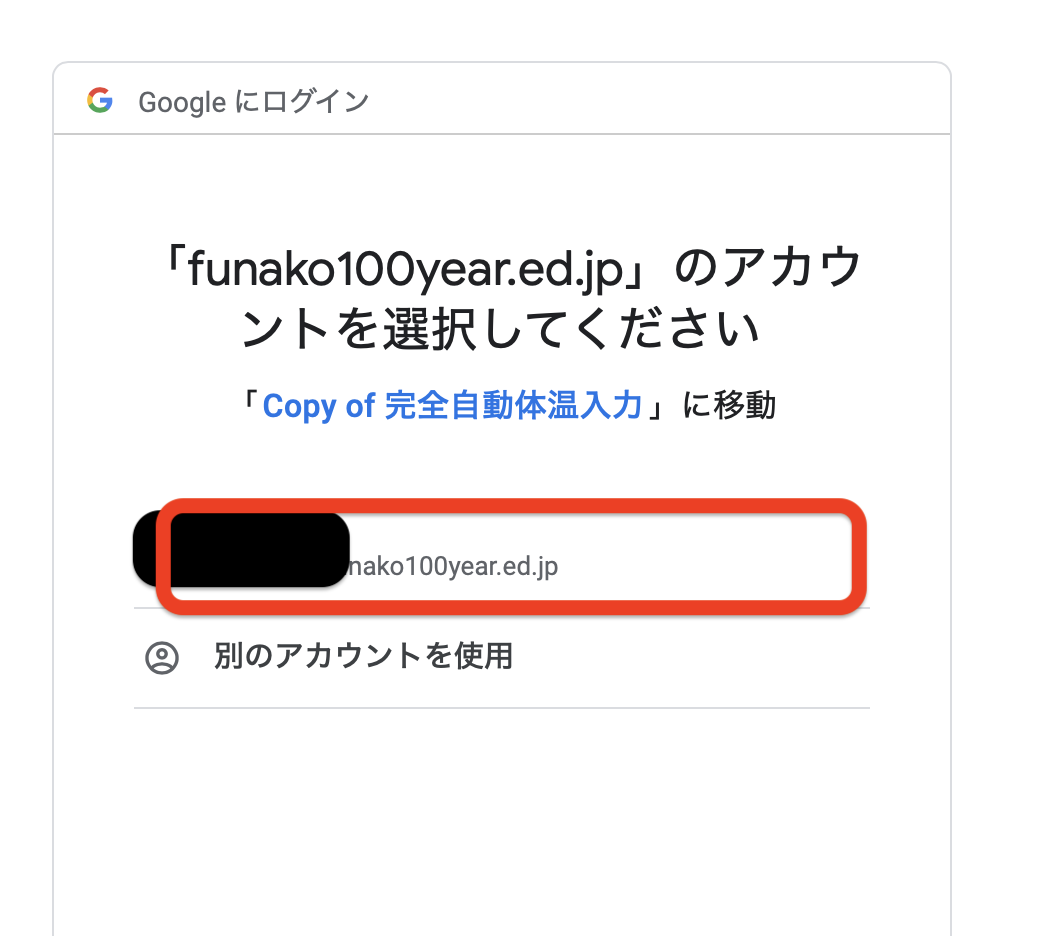 Google にログイン
「funako100year.ed.jp」のアカウ
ントを選択してください
「Copy of 完全自動体温入力」に移動
nako100year.ed.jp
別のアカウントを使用